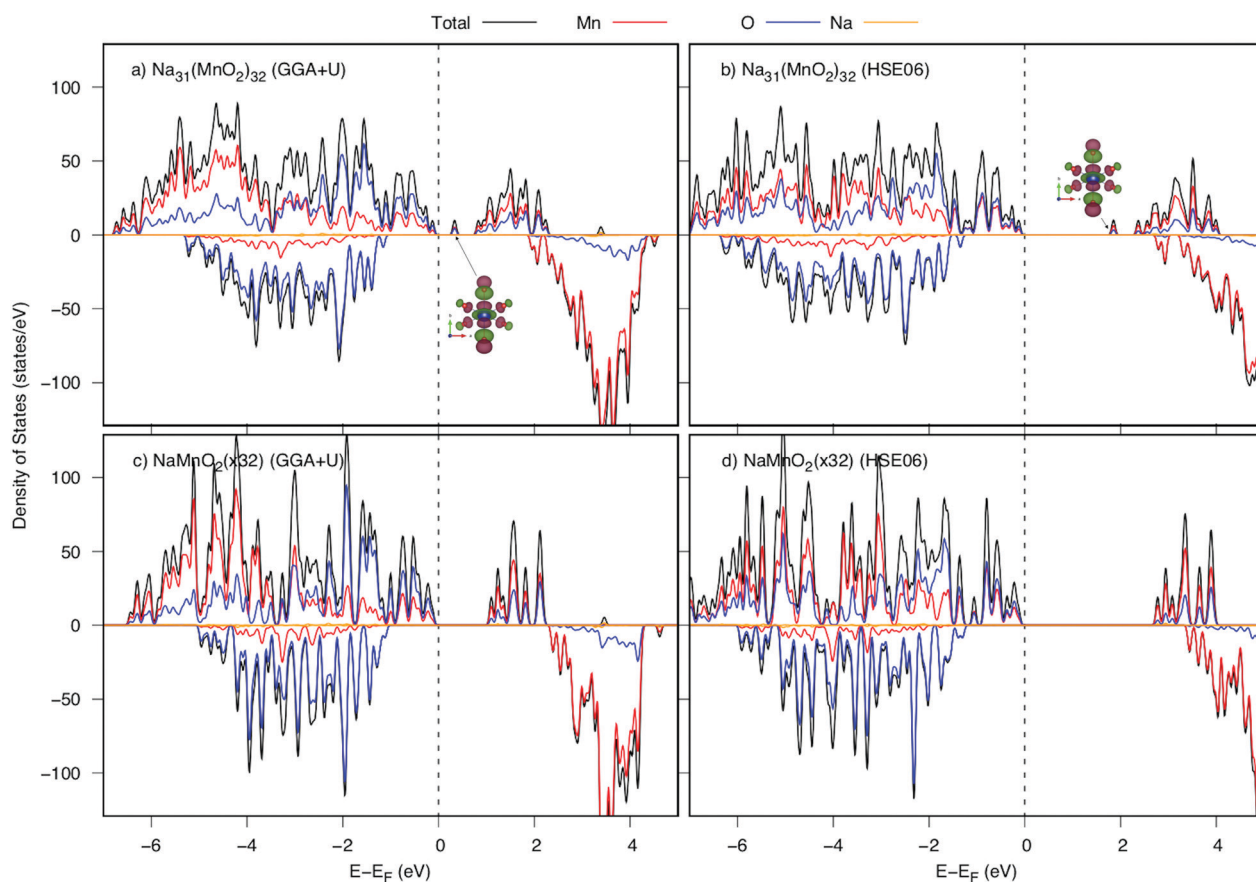 Total Mn O Na
a) Na31(MnO2)32 (GGA+U)
b) Na31(MnO2)32 (HSE06)
100
50
0
−50
−100
c) NaMnO2(x32) (GGA+U)
d) NaMnO2(x32) (HSE06)
100
50
0
−50
−100
Density of States (states/eV)
−6 −4 −2 0 2 4
−6 −4 −2 0 2 4
E−EF (eV)
E−EF (eV)